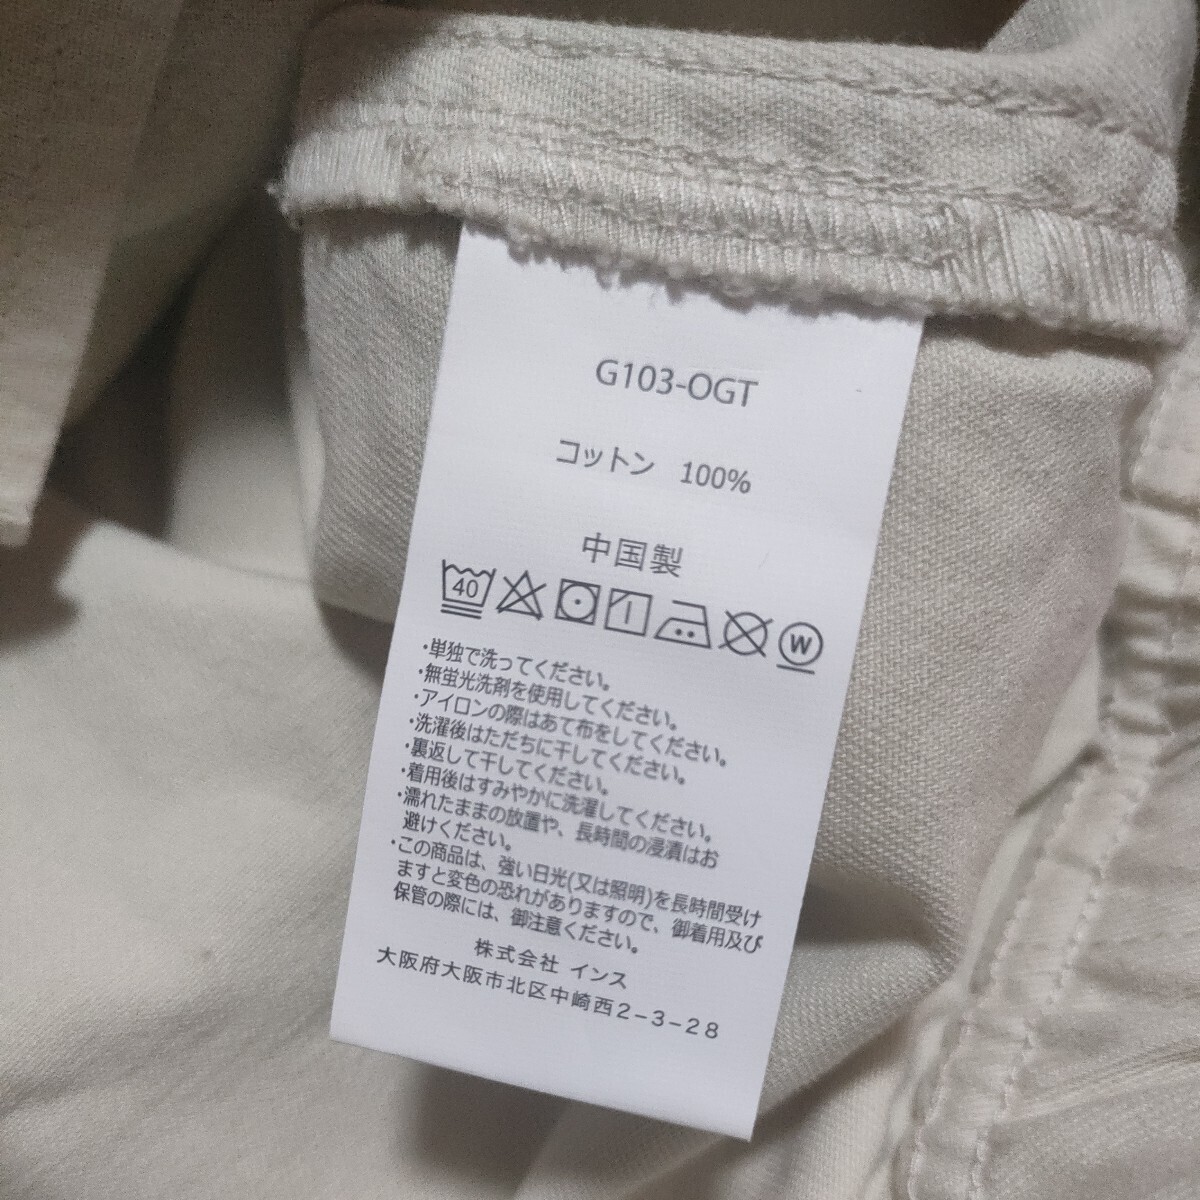 G103-OGT
コットン 100%
中国製
40 W
・単独で洗ってください。
・無蛍光洗剤を使用してください。
・アイロンの際はあて布をしてください。
・洗濯後はただちに干してください。
・裏返して干してください。
・着用後はすみやかに洗濯してください。
・濡れたままの放置や、長時間の浸漬はお
避けください。
・この商品は、強い日光(又は照明)を長時間受け
ますと変色の恐れがありますので、御着用及び
保管の際には、御注意ください。
株式会社 インス
大阪府大阪市北区中崎西2-3-28